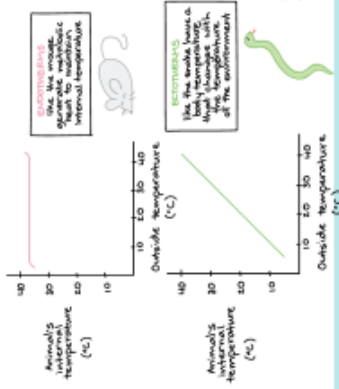 ENDOTHERMS
like the mouse
generate metabolic
heat to maintain
internal temperature
Animal's
internal
temperature
(°C)
40
30
20
10
10
20
30
40
Outside temperature
(°C)
ECTOTHERMS
like the snake have a
body temperature
that changes with
the temperature
of the environment
Animal's
internal
temperature
(°C)
40
30
20
10
10
20
30
40
Outside temperature